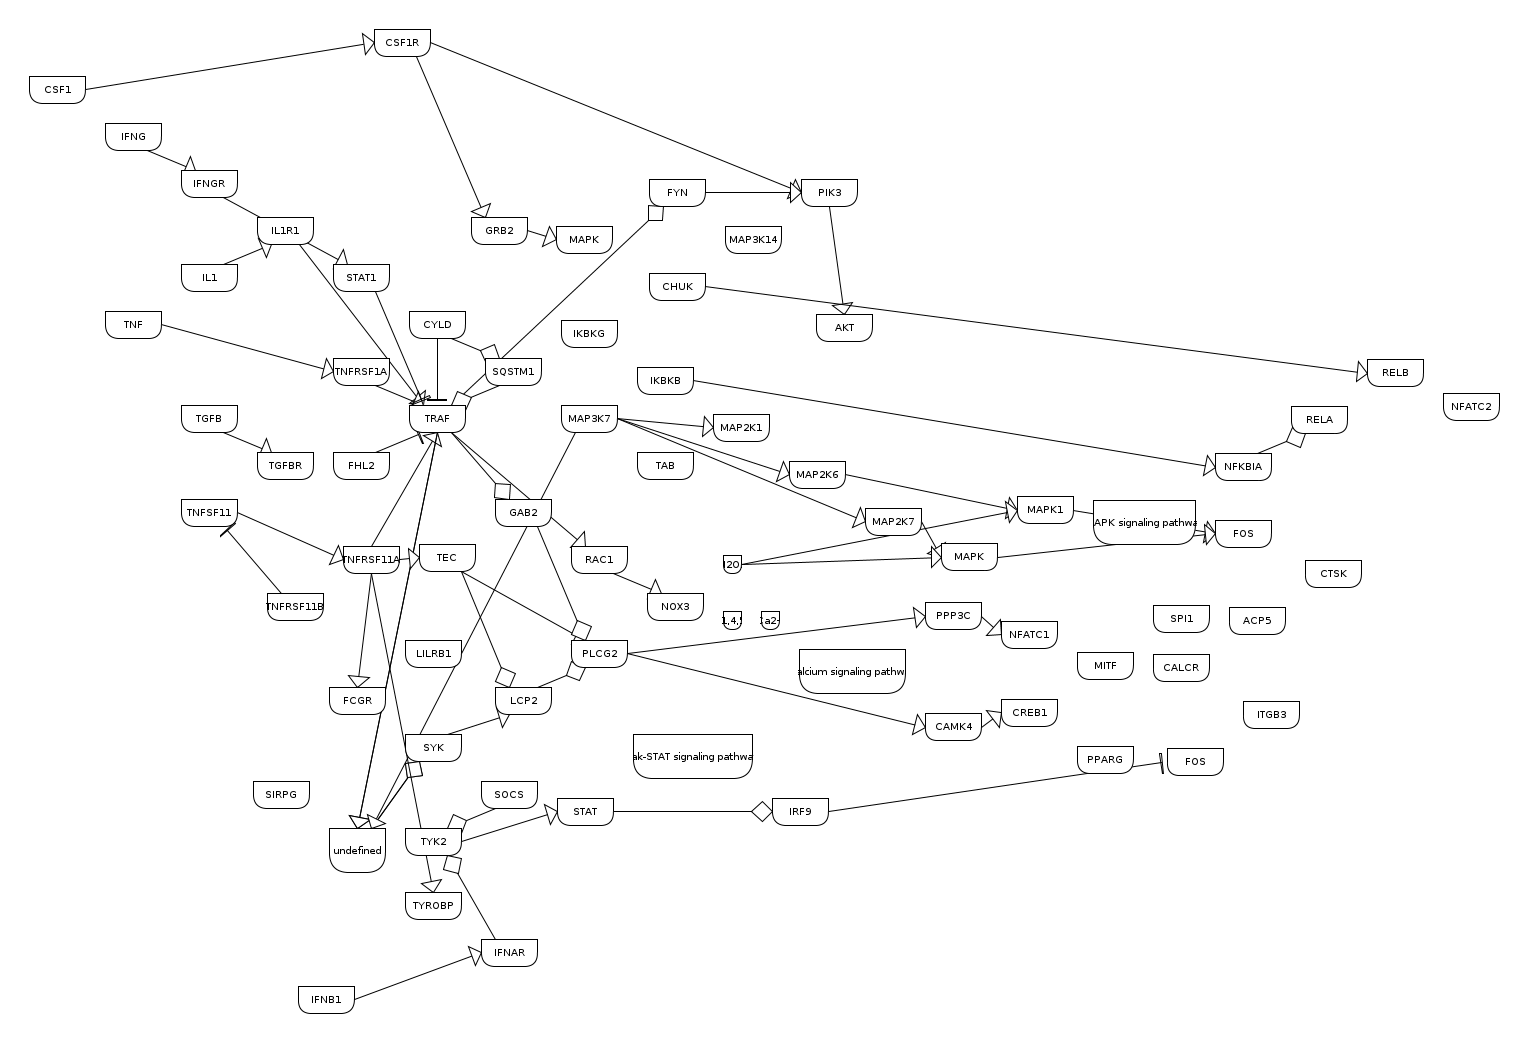 CSF1R
CSF1
IFNG
IFNGR
FYN
PIK3
IL1R1
GRB2
MAPK
MAP3K14
IL1
STAT1
CHUK
TNF
CYLD
IKBKG
AKT
TNFRSF1A
SQSTM1
IKBKB
RELB
TGFB
TRAF
MAP3K7
MAP2K1
RELA
NFATC2
TGFBR
FHL2
TAB
MAP2K6
NFKBIA
TNFSF11
GAB2
MAP2K7
MAPK1
APK signaling pathwa
FOS
TNFRSF11A
TEC
RAC1
I2O
MAPK
CTSK
TNFRSF11B
NOX3
1,4,5
Ca2+
PPP3C
NFATC1
SPI1
ACP5
LILRB1
PLCG2
alcium signaling pathw
MITF
CALCR
FCGR
LCP2
CAMK4
CREB1
ITGB3
SYK
ak-STAT signaling pathwa
PPARG
FOS
SIRPG
SOCS
STAT
IRF9
undefined
TYK2
TYROBP
IFNAR
IFNB1